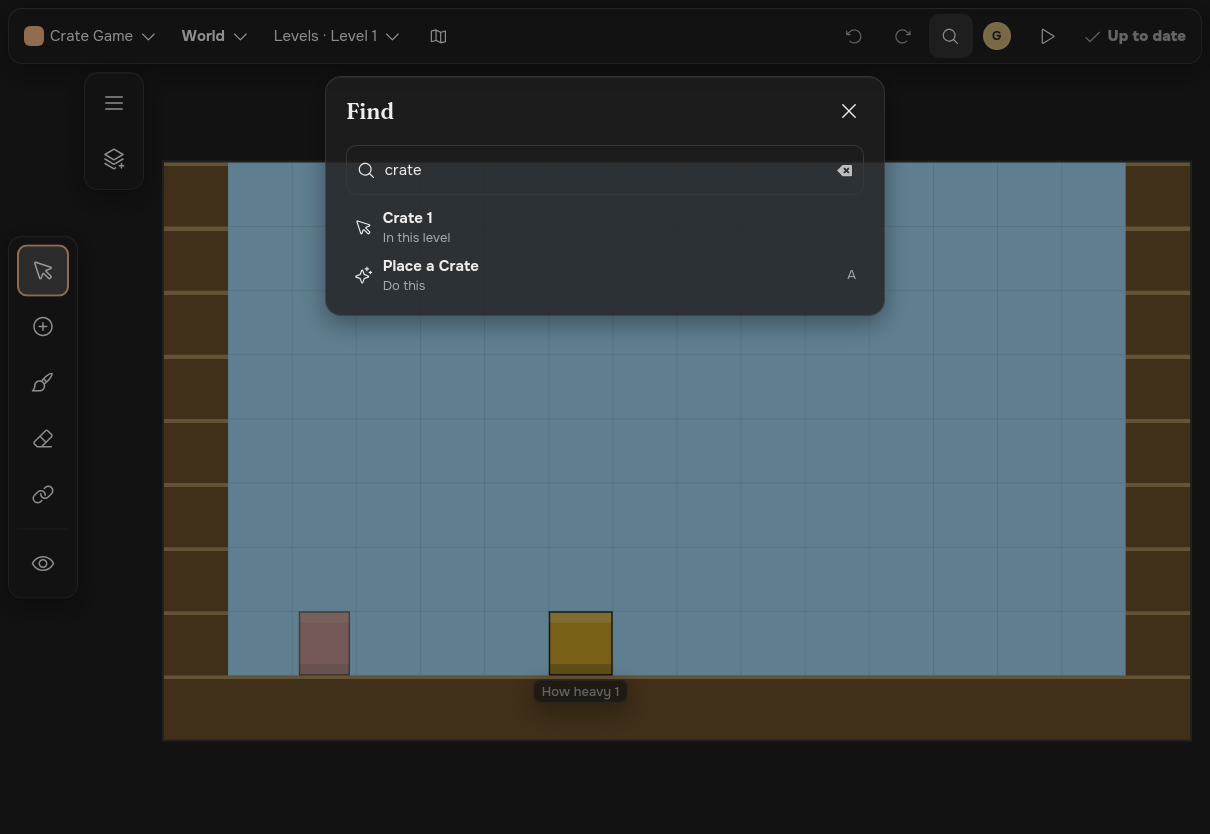 Crate Game
World
Levels · Level 1
G
Up to date
Find
crate
Crate 1
In this level
Place a Crate
Do this
A
How heavy 1